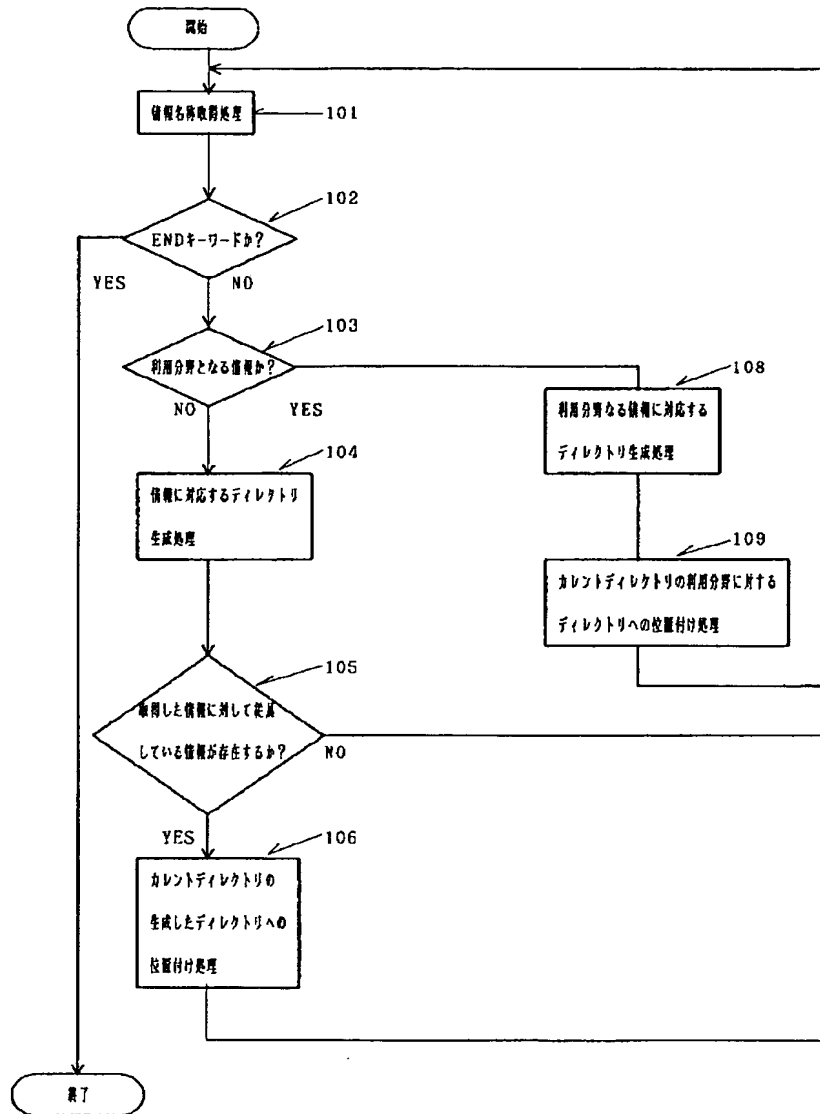 開始
情報名称取得処理
101
102
ENDキーワードか?
YES
NO
103
利用分野となる情報か?
NO
YES
108
利用分野なる情報に対応する
ディレクトリ生成処理
104
情報に対応するディレクトリ
生成処理
109
カレントディレクトリの利用分野に対する
ディレクトリへの位置付け処理
105
取得した情報に対して従属
している情報が存在するか?
NO
YES
106
カレントディレクトリの
生成したディレクトリへの
位置付け処理
終了